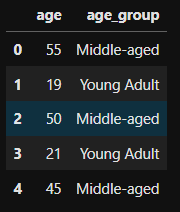 age age_group
0 55 Middle-aged
1 19 Young Adult
2 50 Middle-aged
3 21 Young Adult
4 45 Middle-aged